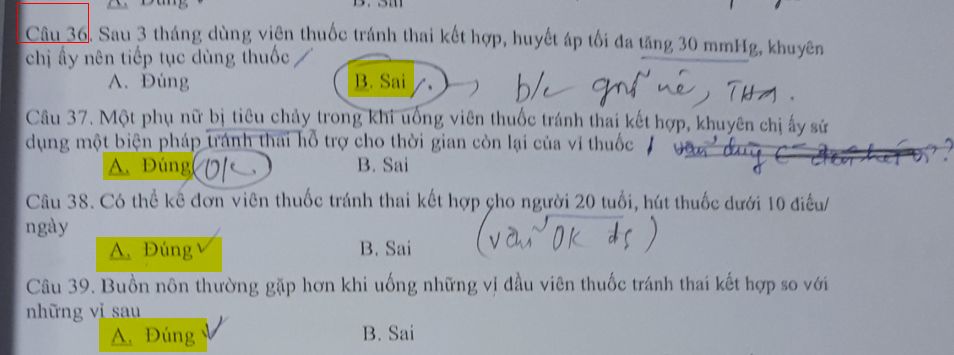 Câu 36. Sau 3 tháng dùng viên thuốc tránh thai kết hợp, huyết áp tối đa tăng 30 mmHg, khuyên
chị ấy nên tiếp tục dùng thuốc
A. Đúng B. Sai b/c giữ nề, THA.
Câu 37. Một phụ nữ bị tiêu chảy trong khi uống viên thuốc tránh thai kết hợp, khuyên chị ấy sử
dụng một biện pháp tránh thai hỗ trợ cho thời gian còn lại của vỉ thuốc vẫn dùng
A. Đúng (O/c) B. Sai
Câu 38. Có thể kê đơn viên thuốc tránh thai kết hợp cho người 20 tuổi, hút thuốc dưới 10 điếu/
ngày (vẫn OK đs)
A. Đúng B. Sai
Câu 39. Buồn nôn thường gặp hơn khi uống những vỉ đầu viên thuốc tránh thai kết hợp so với
những vỉ sau
A. Đúng B. Sai